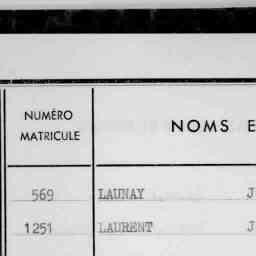 NUMÉRO MATRICULE NOMS E
569 LAUNAY J
1251 LAURENT J